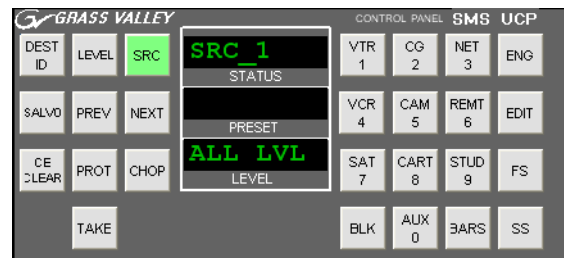 GRASS VALLEY CONTROL PANEL SMS UCP
DEST ID
LEVEL
SRC
SRC_1
STATUS
VTR 1
CG 2
NET 3
ENG
SALVO
PREV
NEXT
PRESET
VCR 4
CAM 5
REMT 6
EDIT
CE CLEAR
PROT
CHOP
ALL LVL
LEVEL
SAT 7
CART 8
STUD 9
FS
TAKE
BLK
AUX 0
BARS
SS